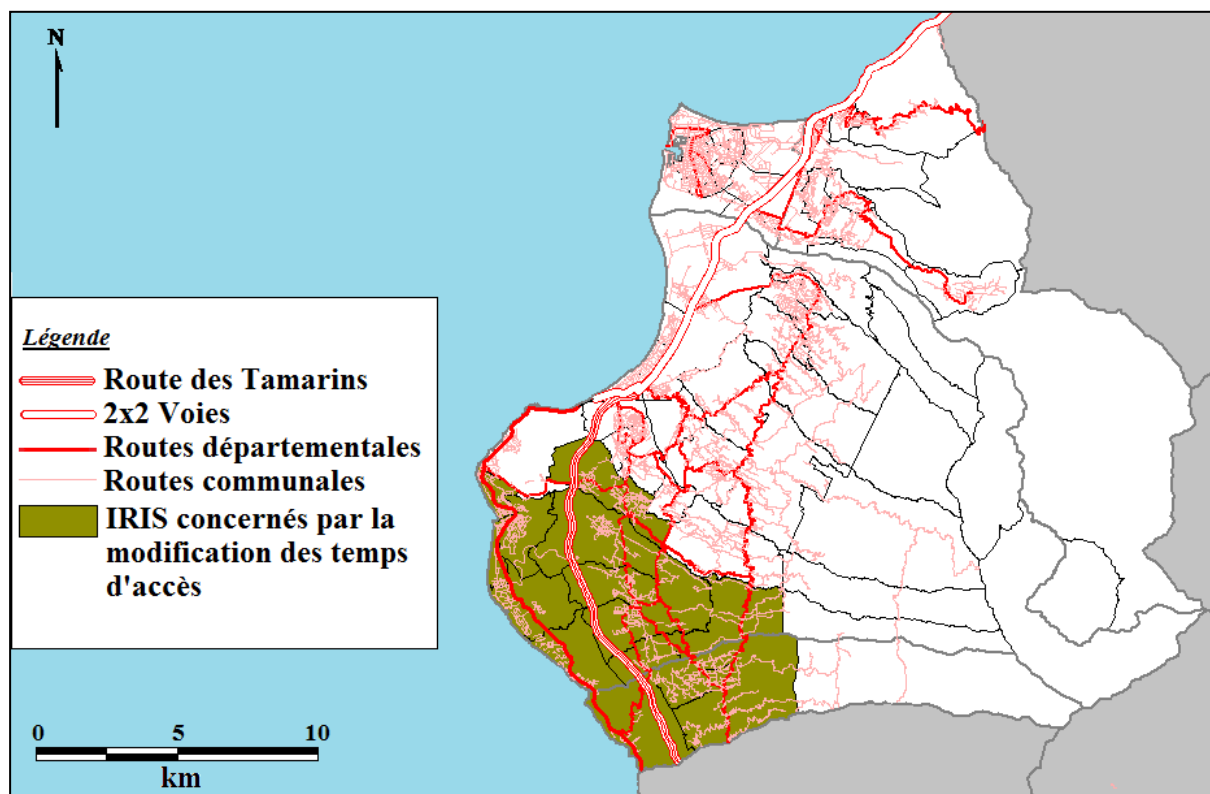 N
Légende
Route des Tamarins
2x2 Voies
Routes départementales
Routes communales
IRIS concernés par la
modification des temps
d'accès
0 5 10
km